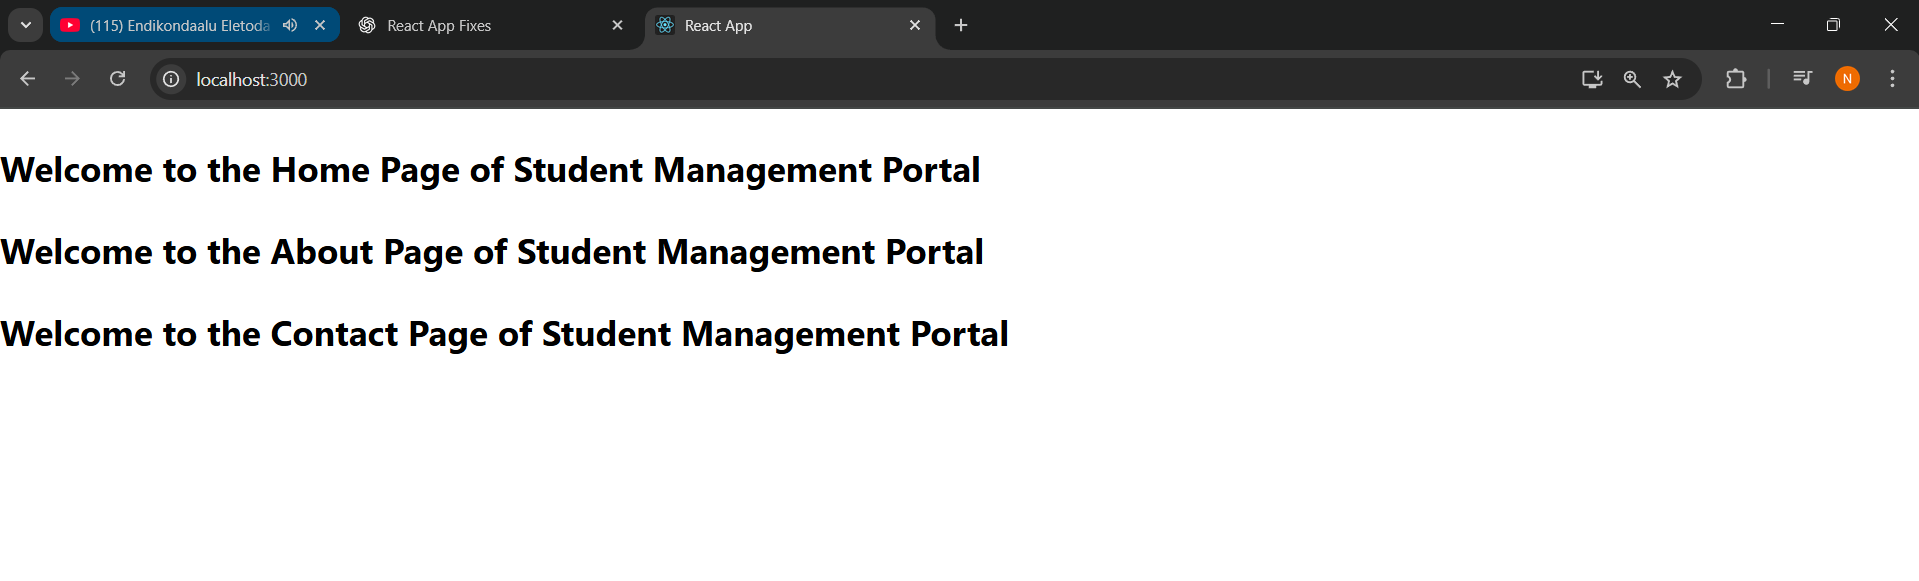 (115) Endikondaalu Eletoda
React App Fixes
React App
localhost:3000
N
Welcome to the Home Page of Student Management Portal
Welcome to the About Page of Student Management Portal
Welcome to the Contact Page of Student Management Portal